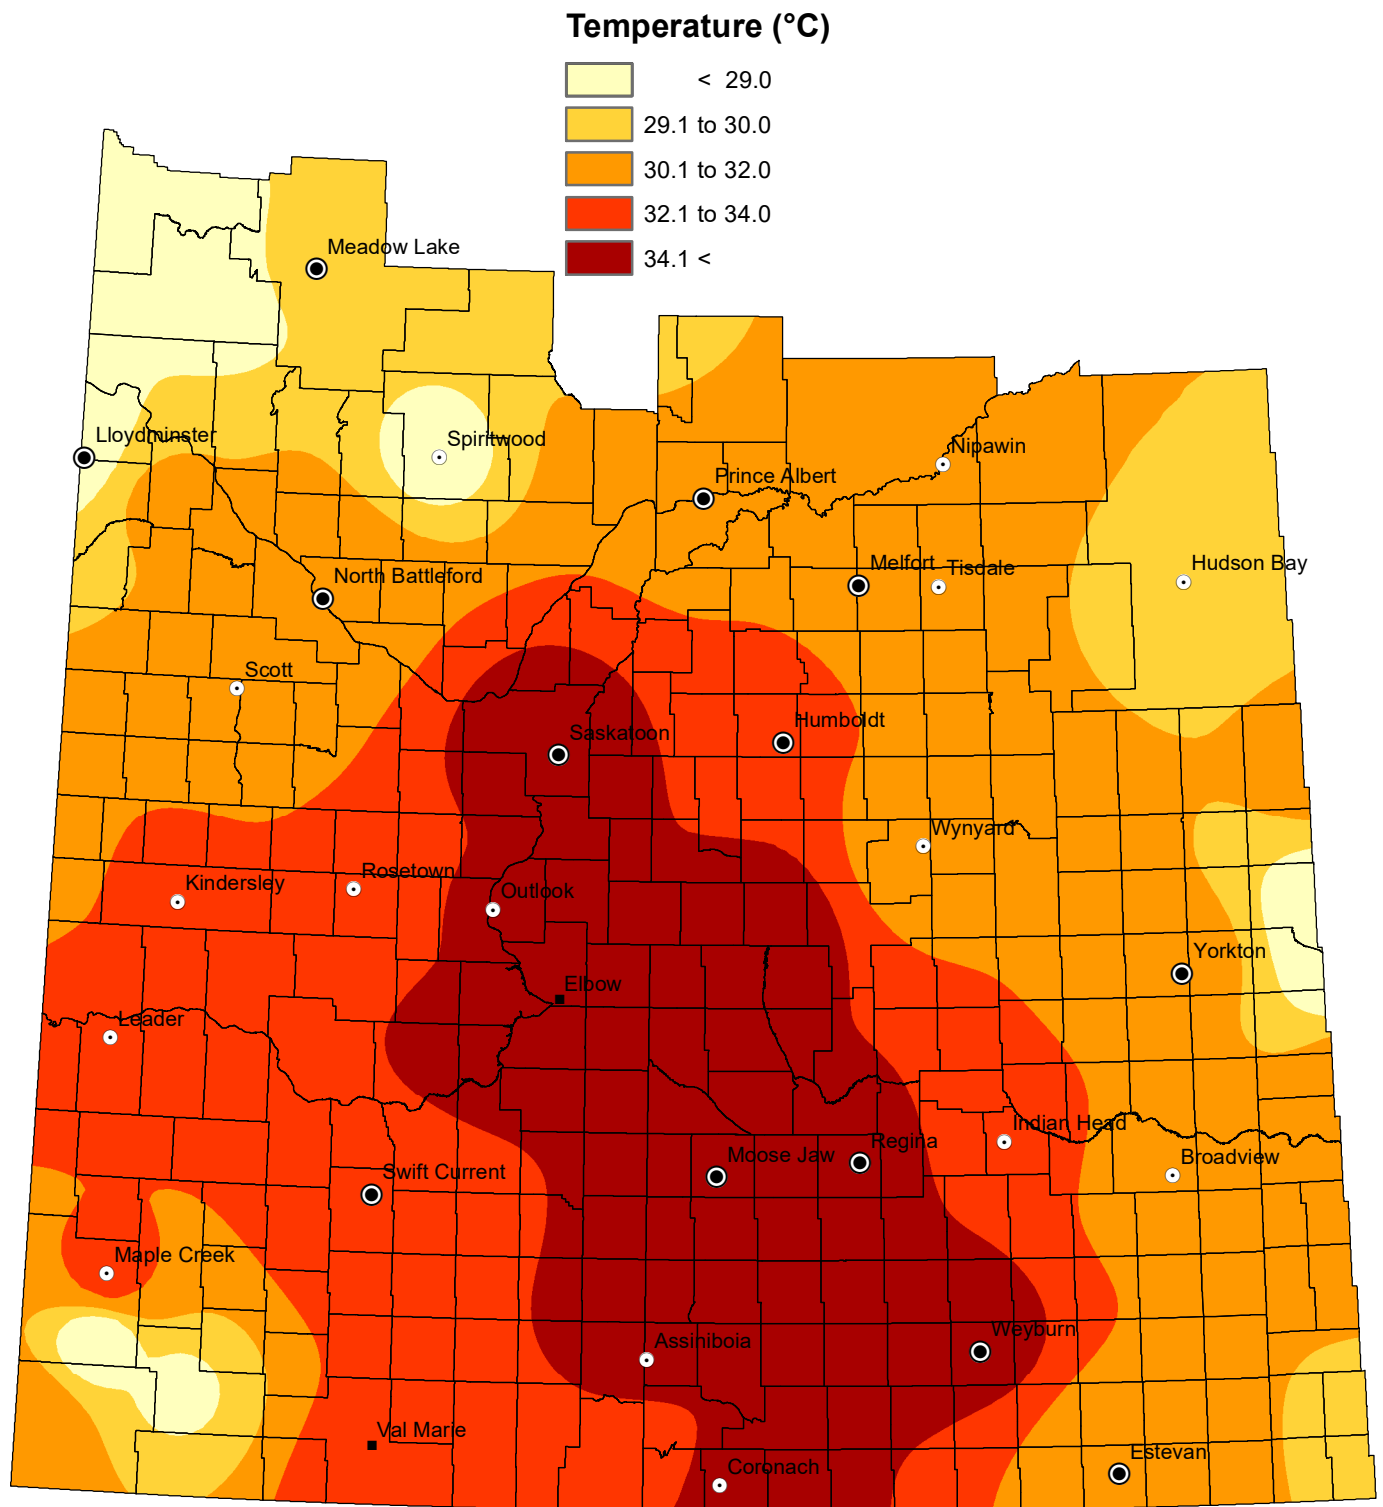 Temperature (°C)
< 29.0
29.1 to 30.0
30.1 to 32.0
32.1 to 34.0
34.1 <
Meadow Lake
Lloydminster
Spiritwood
Nipawin
Prince Albert
Hudson Bay
Melfort
Tisdale
North Battleford
Scott
Humboldt
Saskatoon
Wynyard
Rosetown
Kindersley
Outlook
Yorkton
Elbow
Leader
Indian Head
Regina
Moose Jaw
Broadview
Swift Current
Maple Creek
Weyburn
Assiniboia
Val Marie
Estevan
Coronach